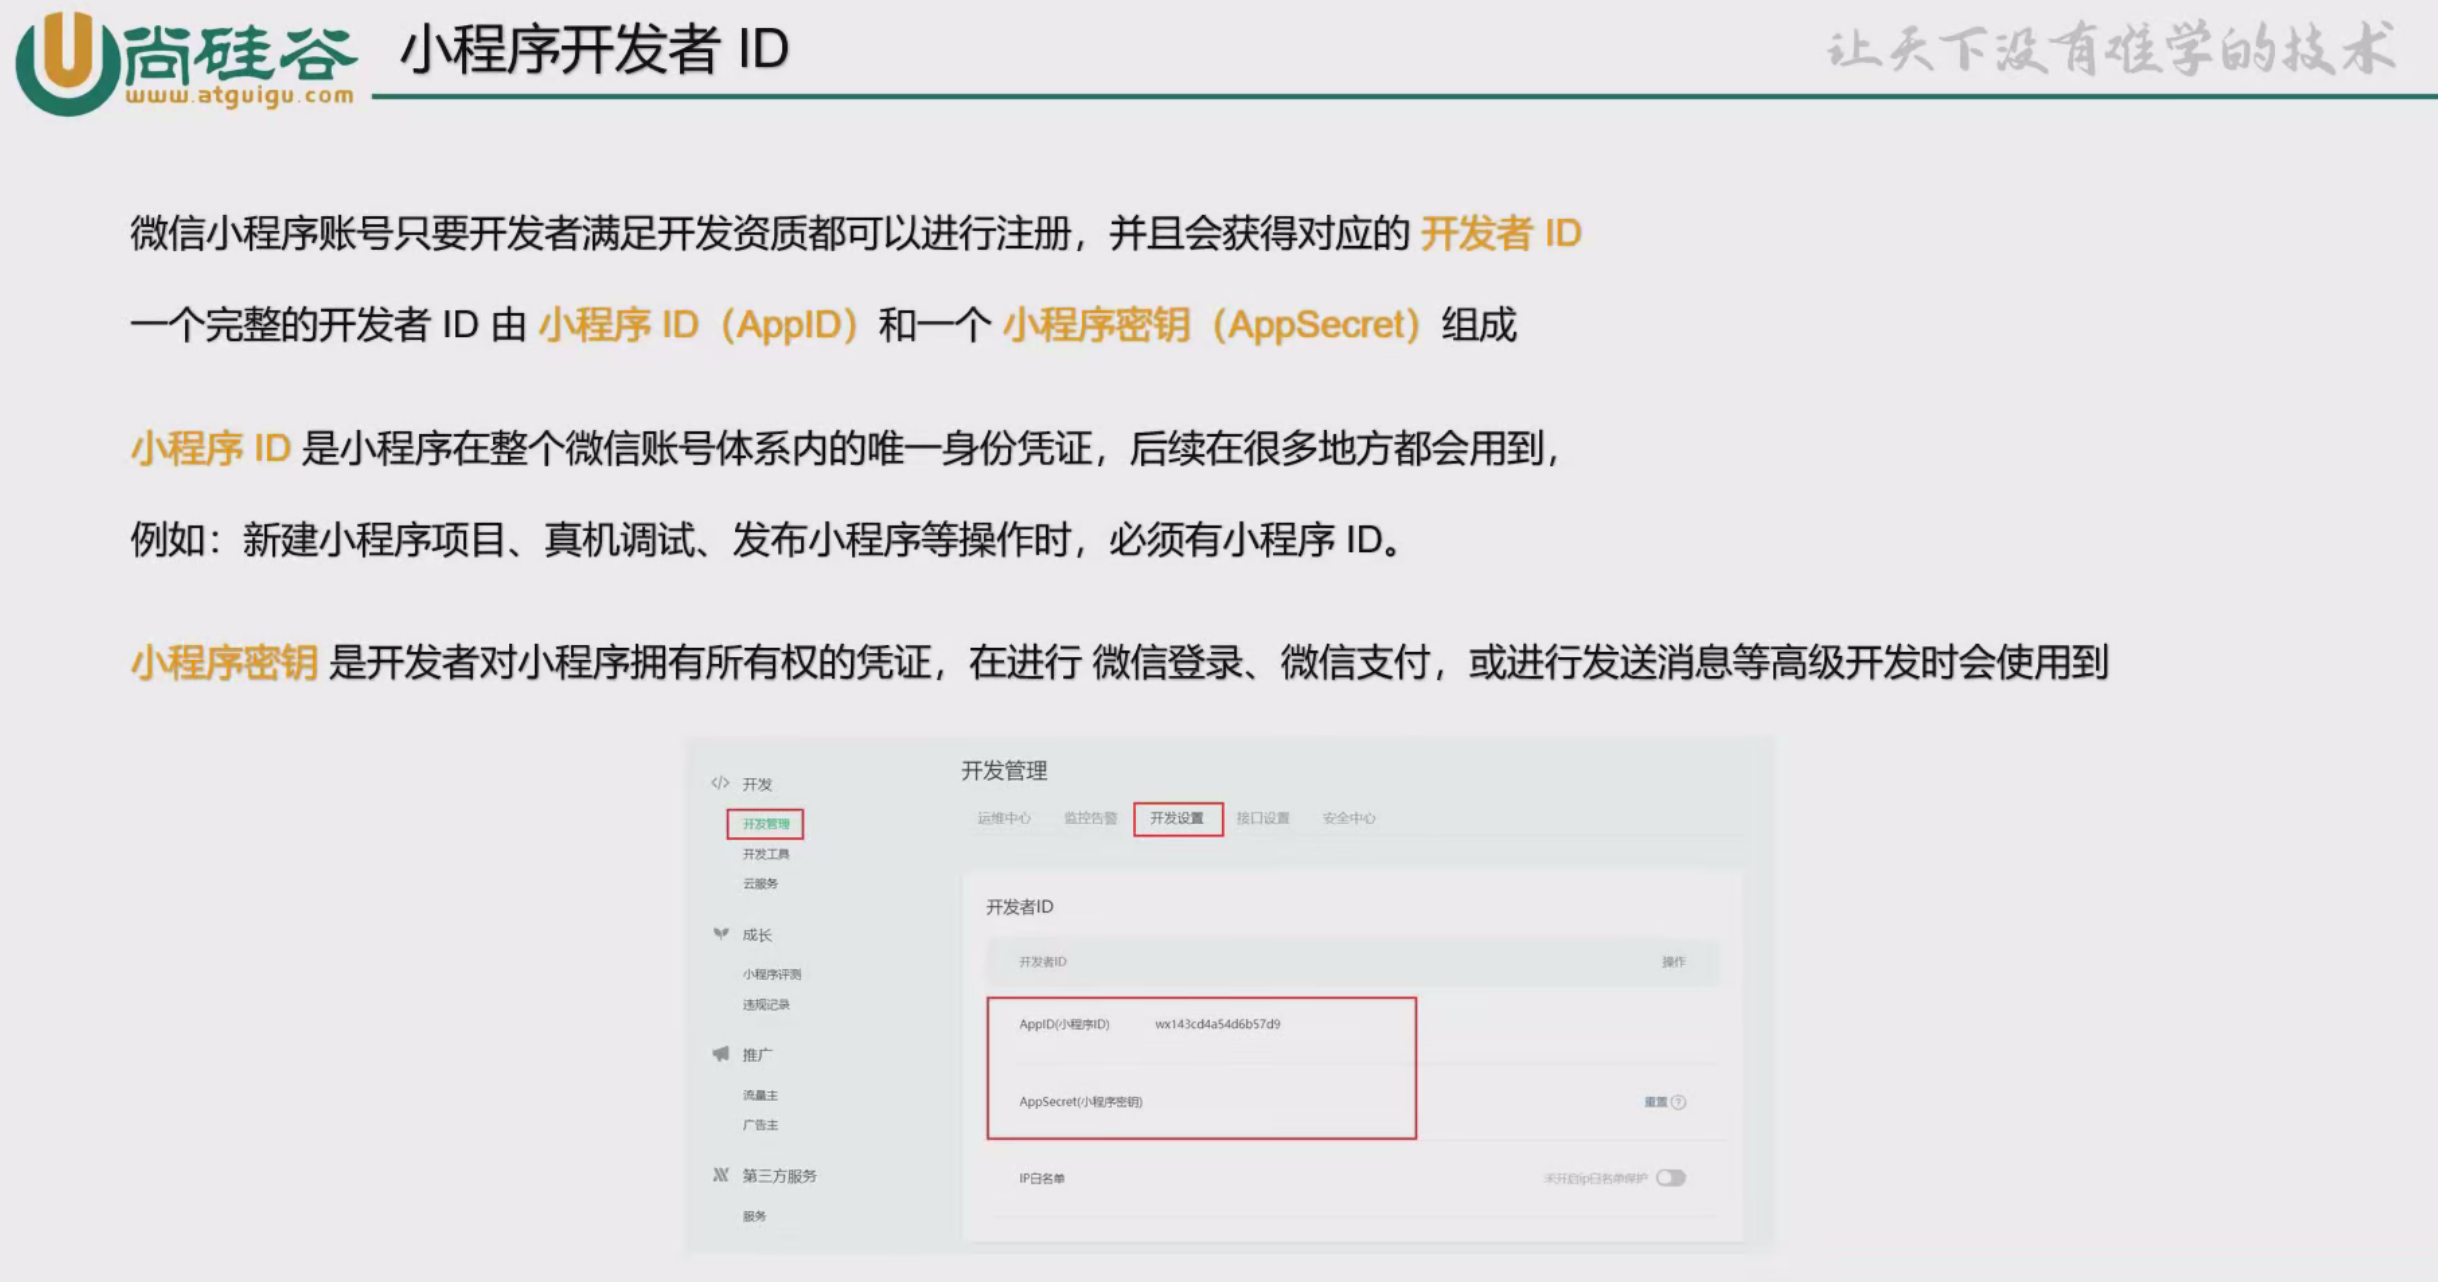 尚硅谷
www.atguigu.com
小程序开发者 ID
让天下没有难学的技术
微信小程序账号只要开发者满足开发资质都可以进行注册，并且会获得对应的 开发者 ID
一个完整的开发者 ID 由 小程序 ID（AppID）和一个 小程序密钥（AppSecret）组成
小程序 ID 是小程序在整个微信账号体系内的唯一身份凭证，后续在很多地方都会用到，
例如：新建小程序项目、真机调试、发布小程序等操作时，必须有小程序 ID。
小程序密钥 是开发者对小程序拥有所有权的凭证，在进行 微信登录、微信支付，或进行发送消息等高级开发时会使用到
</> 开发
开发管理
开发工具
云服务
成长
小程序评测
违规记录
推广
流量主
广告主
第三方服务
服务
开发管理
运维中心 监控告警 开发设置 接口设置 安全中心
开发者ID
开发者ID 操作
AppID(小程序ID) wx143cd4a54d6b57d9
AppSecret(小程序密钥) 重置 ?
IP白名单 未开启ip白名单保护